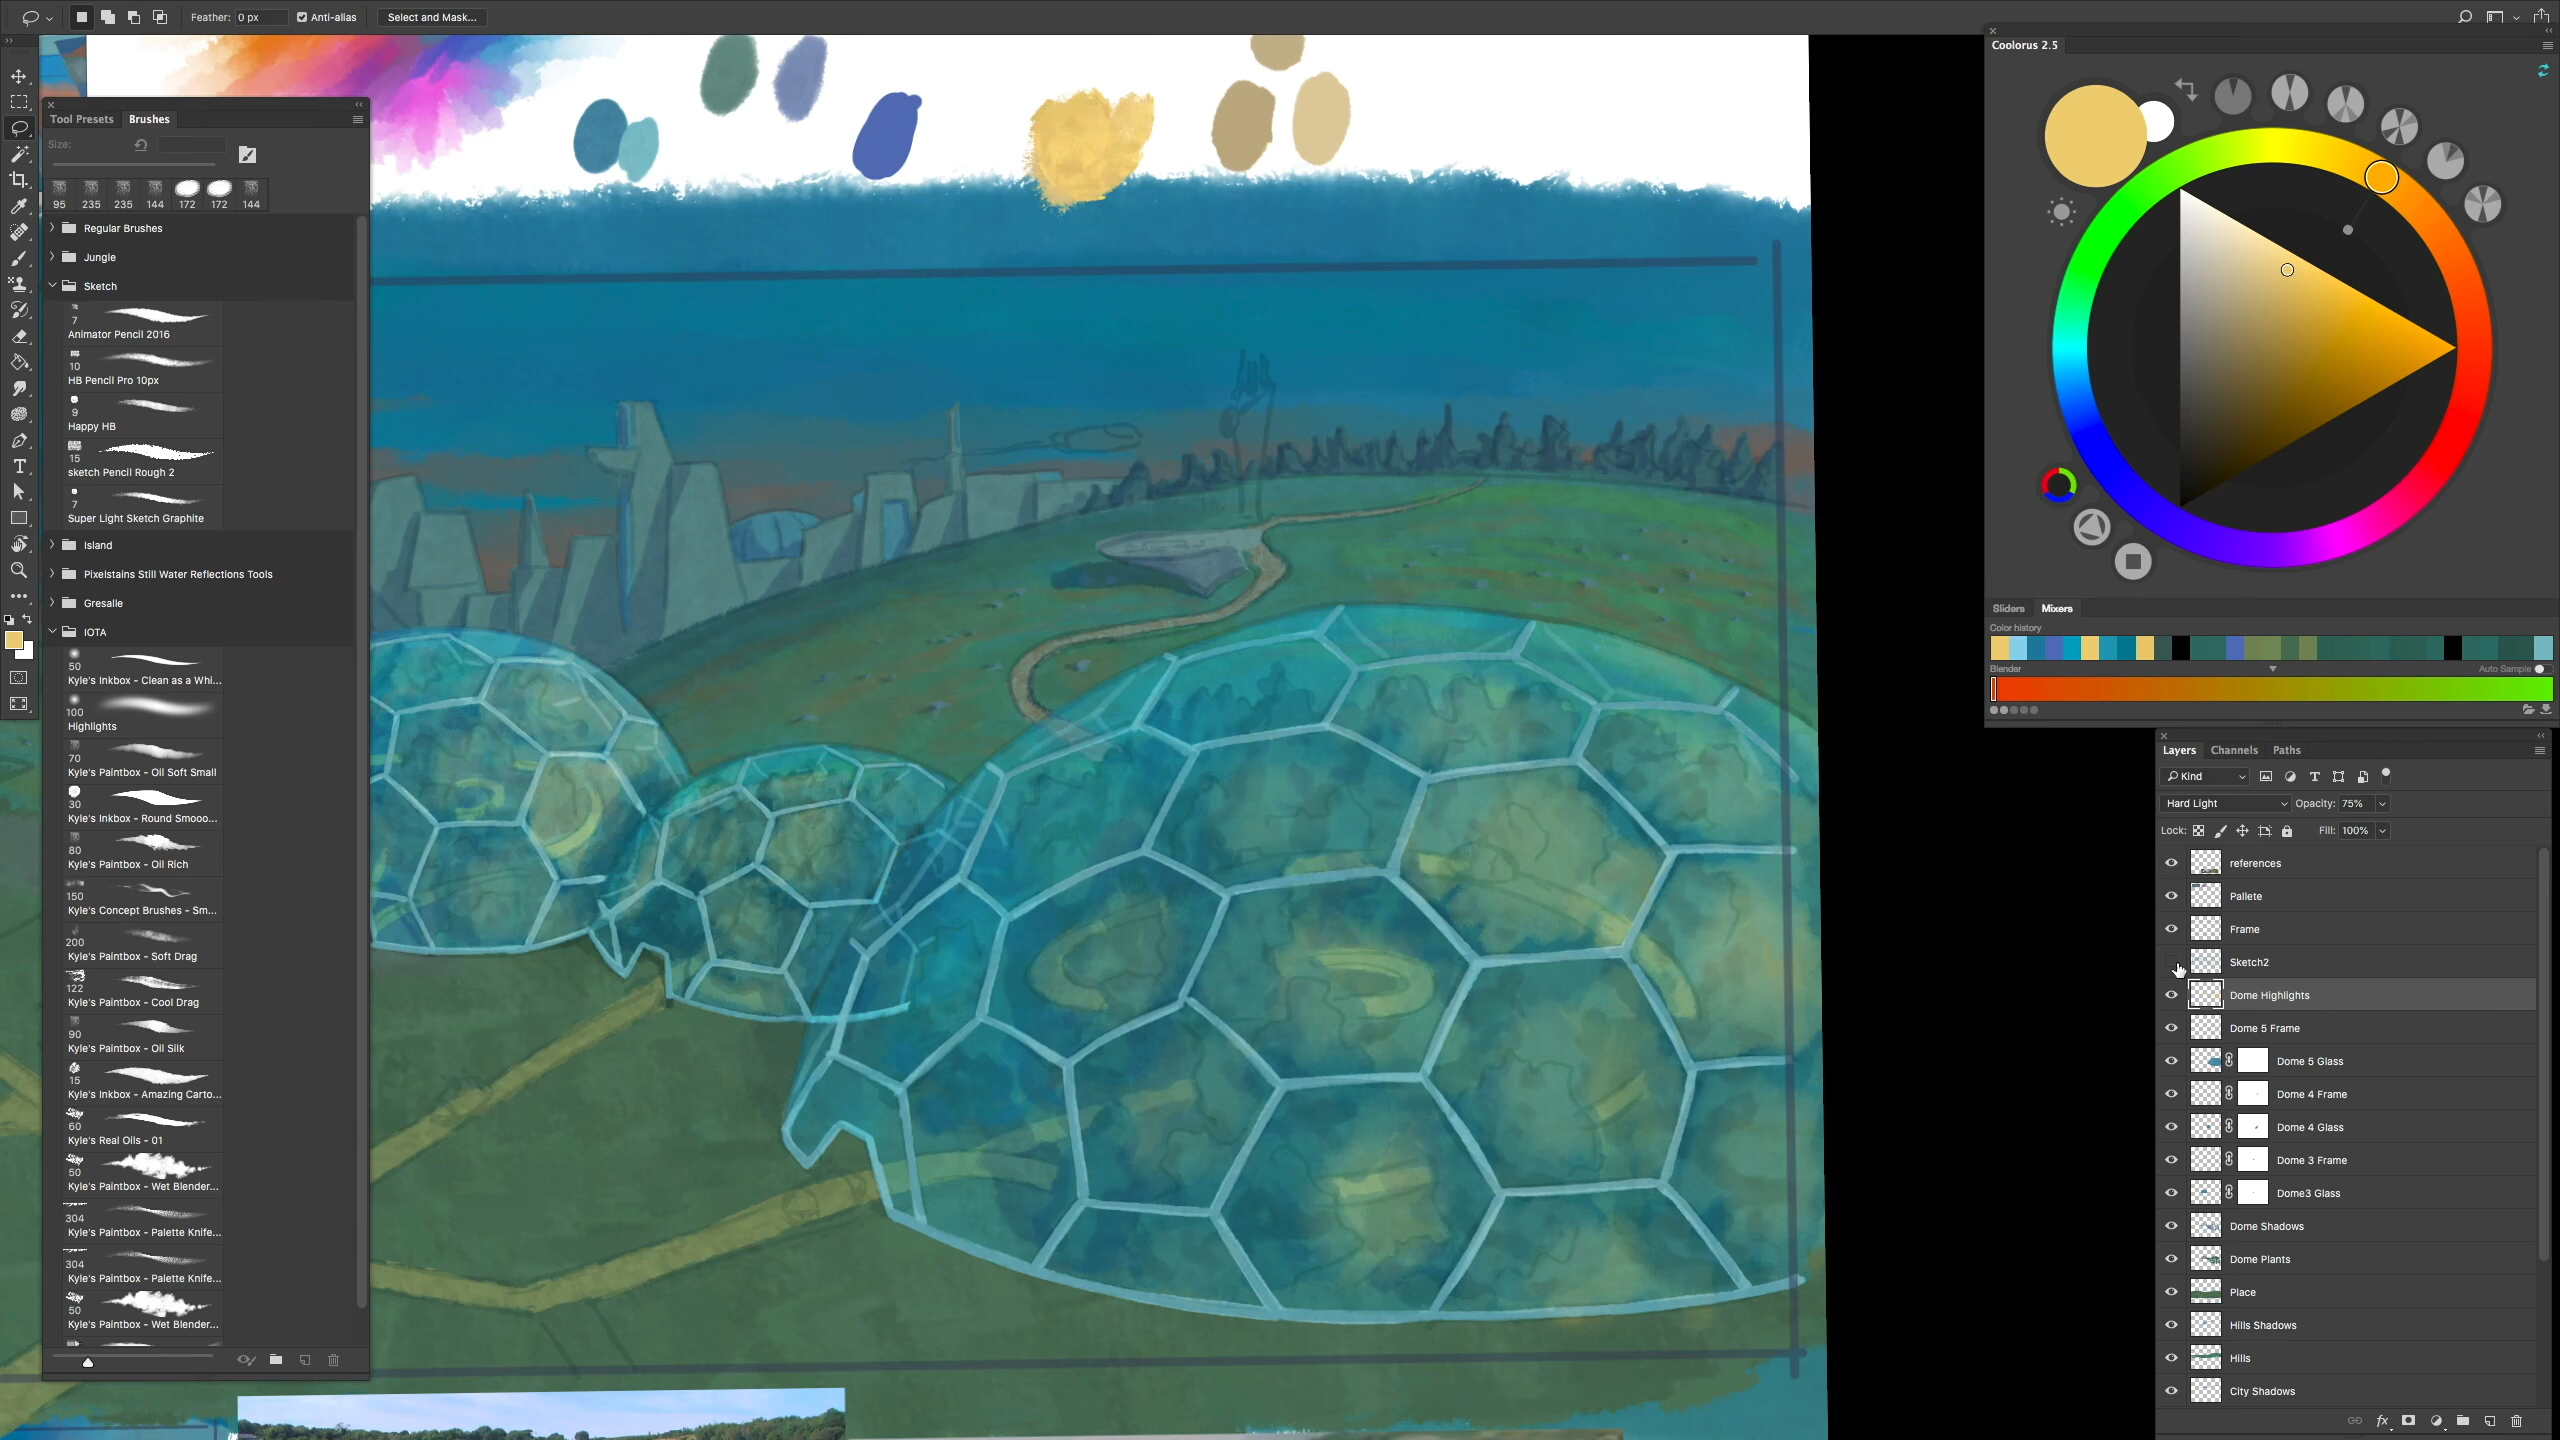 Feather: 0 px Anti-alias Select and Mask...
Coolorus 2.5
Tool Presets Brushes
Size:
95 235 235 144 172 172 144
Regular Brushes
Jungle
Sketch
7
Animator Pencil 2016
10
HB Pencil Pro 10px
9
Happy HB
15
sketch Pencil Rough 2
7
Super Light Sketch Graphite
Island
Pixelstains Still Water Reflections Tools
Gresalle
IOTA
50
Kyle's Inkbox - Clean as a Whi...
100
Highlights
70
Kyle's Paintbox - Oil Soft Small
30
Kyle's Inkbox - Round Smooo...
80
Kyle's Paintbox - Oil Rich
150
Kyle's Concept Brushes - Sm...
200
Kyle's Paintbox - Soft Drag
122
Kyle's Paintbox - Cool Drag
90
Kyle's Paintbox - Oil Silk
15
Kyle's Inkbox - Amazing Carto...
60
Kyle's Real Oils - 01
50
Kyle's Paintbox - Wet Blender...
304
Kyle's Paintbox - Palette Knife...
304
Kyle's Paintbox - Palette Knife...
50
Kyle's Paintbox - Wet Blender...
Sliders Mixers
Color history
Blender Auto Sample
Layers Channels Paths
Kind
Hard Light Opacity: 75%
Lock: Fill: 100%
references
Pallete
Frame
Sketch2
Dome Highlights
Dome 5 Frame
Dome 5 Glass
Dome 4 Frame
Dome 4 Glass
Dome 3 Frame
Dome3 Glass
Dome Shadows
Dome Plants
Place
Hills Shadows
Hills
City Shadows
fx